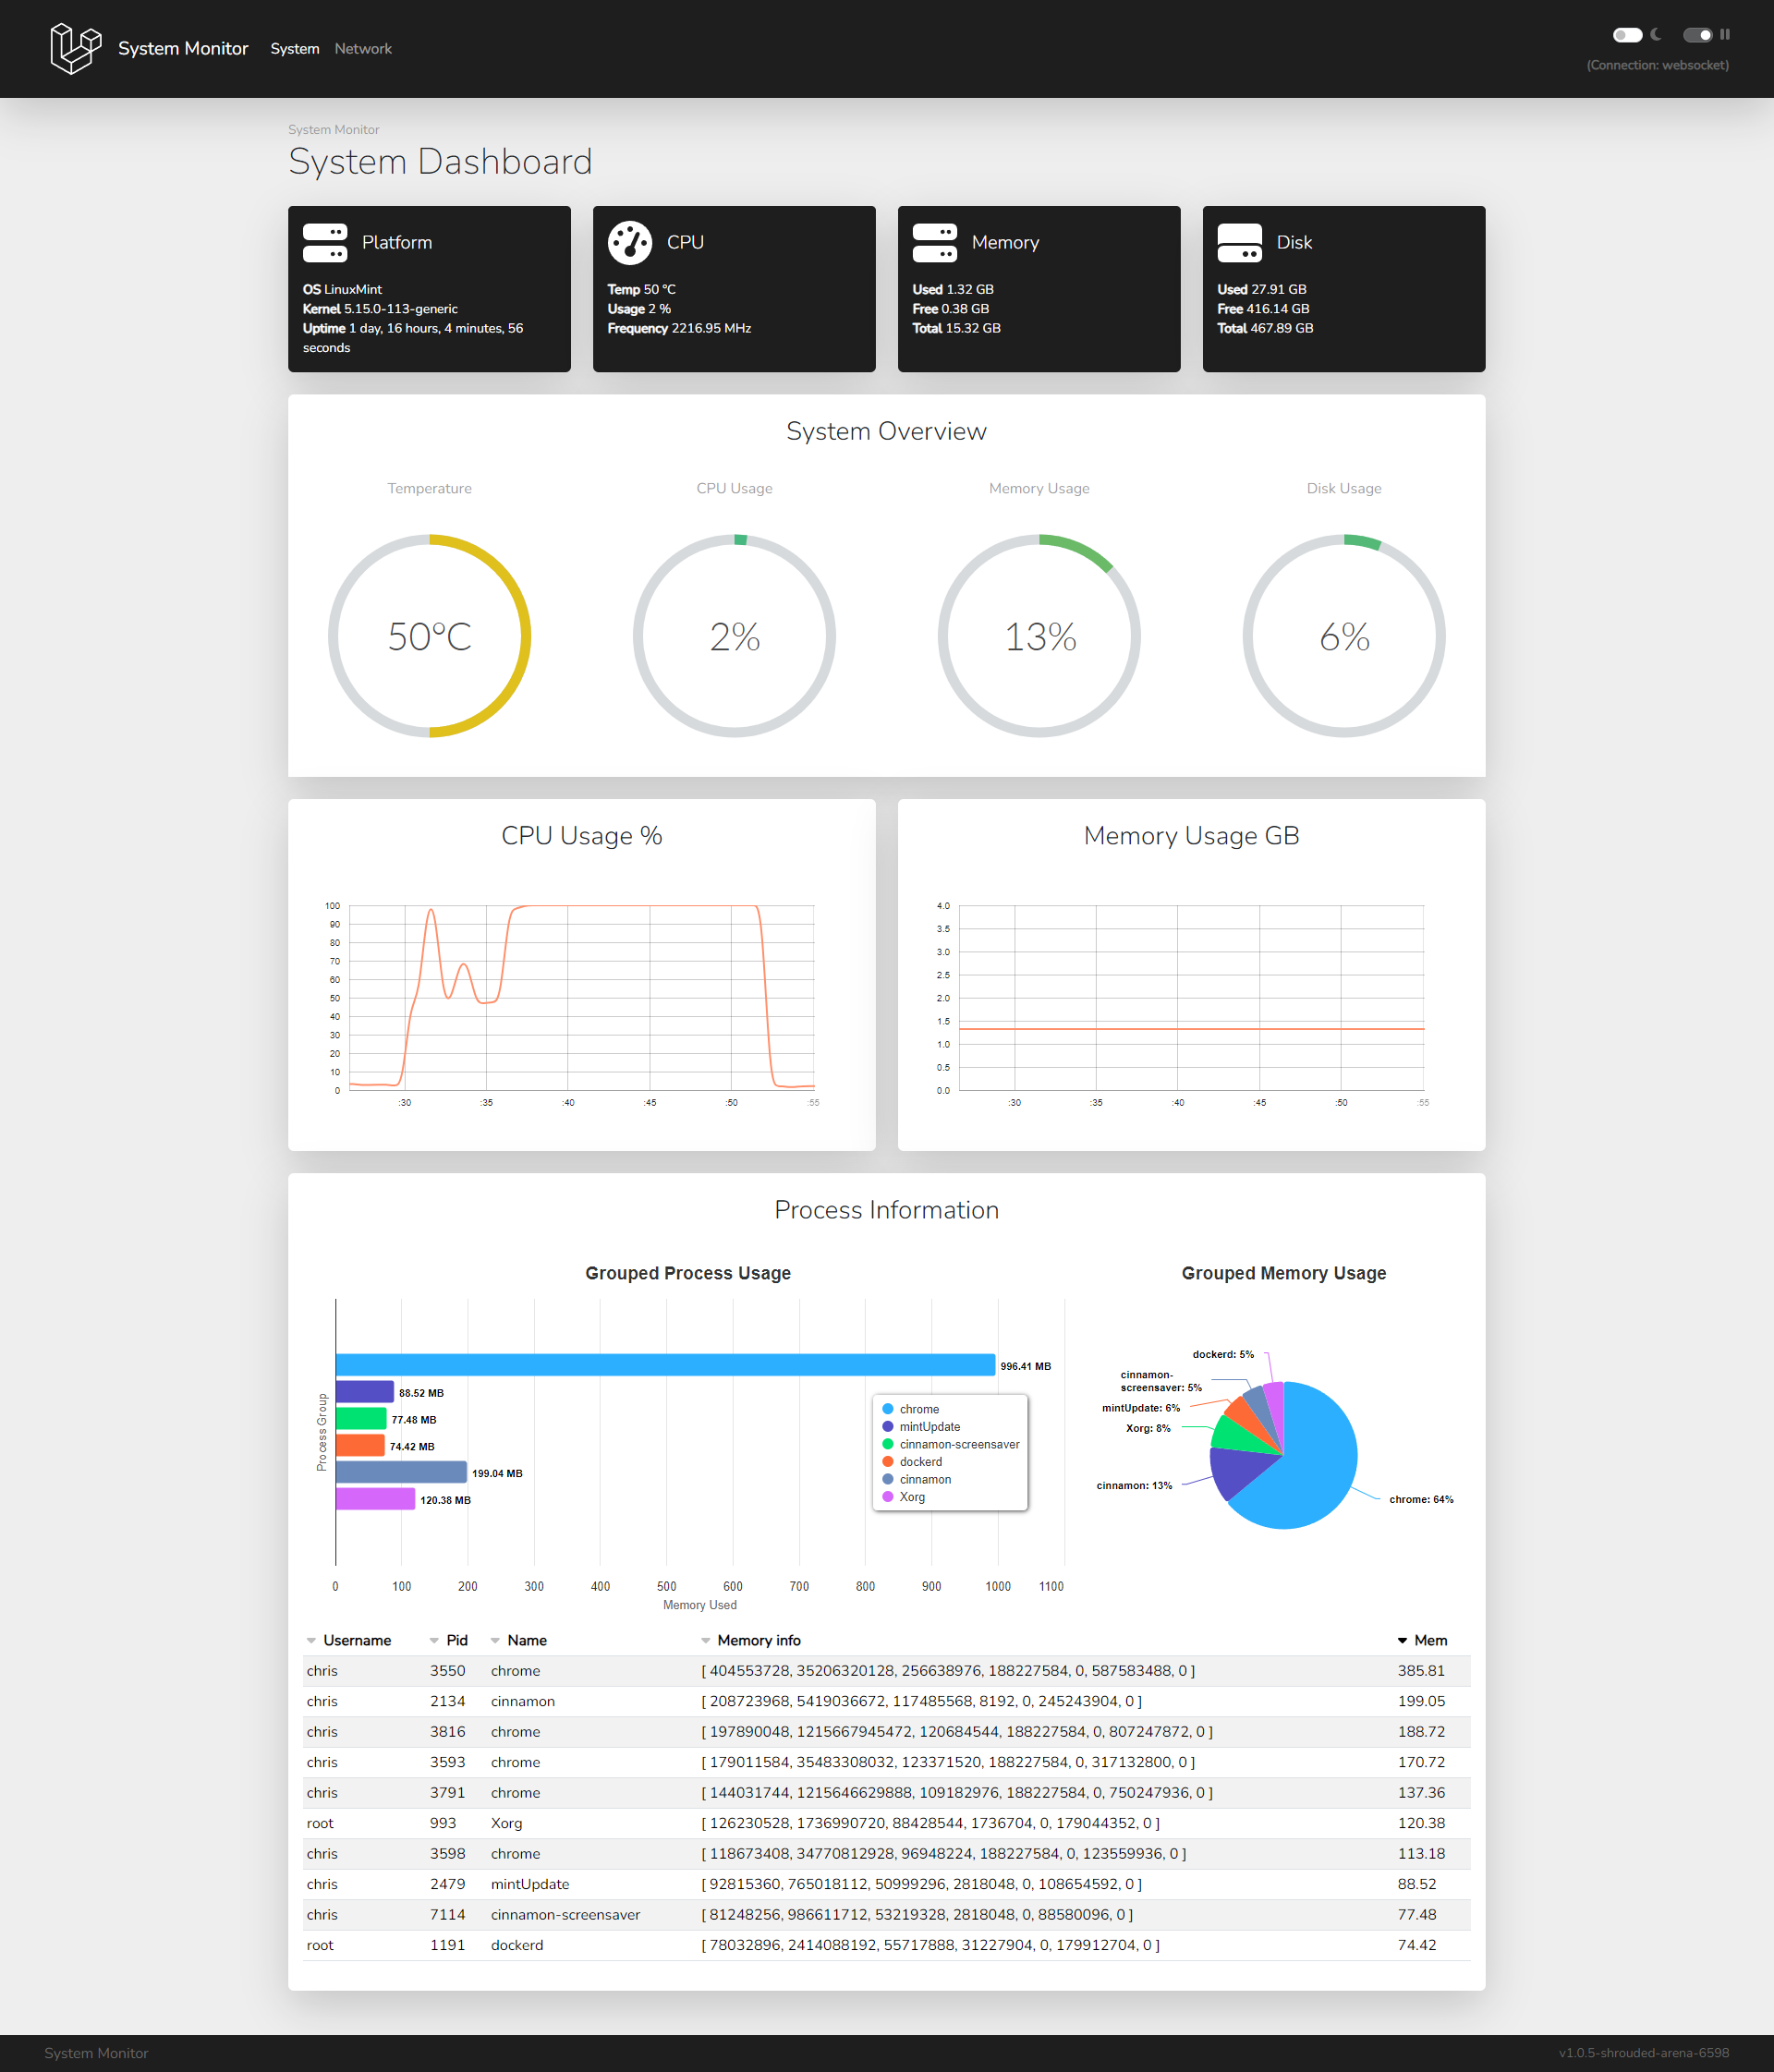 System Monitor System Network
(Connection: websocket)
System Monitor
System Dashboard
Platform
OS LinuxMint
Kernel 5.15.0-113-generic
Uptime 1 day, 16 hours, 4 minutes, 56
seconds
CPU
Temp 50 °C
Usage 2 %
Frequency 2216.95 MHz
Memory
Used 1.32 GB
Free 0.38 GB
Total 15.32 GB
Disk
Used 27.91 GB
Free 416.14 GB
Total 467.89 GB
System Overview
Temperature CPU Usage Memory Usage Disk Usage
50°C 2% 13% 6%
CPU Usage %
100
90
80
70
60
50
40
30
20
10
0
:30 :35 :40 :45 :50 :55
Memory Usage GB
4.0
3.5
3.0
2.5
2.0
1.5
1.0
0.5
0.0
:30 :35 :40 :45 :50 :55
Process Information
Grouped Process Usage
Process Group
996.41 MB
88.52 MB
77.48 MB
74.42 MB
199.04 MB
120.38 MB
chrome
mintUpdate
cinnamon-screensaver
dockerd
cinnamon
Xorg
0 100 200 300 400 500 600 700 800 900 1000 1100
Memory Used
Grouped Memory Usage
dockerd: 5%
cinnamon-
screensaver: 5%
mintUpdate: 6%
Xorg: 8%
cinnamon: 13%
chrome: 64%
Username Pid Name Memory info Mem
chris 3550 chrome [ 404553728, 35206320128, 256638976, 188227584, 0, 587583488, 0 ] 385.81
chris 2134 cinnamon [ 208723968, 5419036672, 117485568, 8192, 0, 245243904, 0 ] 199.05
chris 3816 chrome [ 197890048, 1215667945472, 120684544, 188227584, 0, 807247872, 0 ] 188.72
chris 3593 chrome [ 179011584, 35483308032, 123371520, 188227584, 0, 317132800, 0 ] 170.72
chris 3791 chrome [ 144031744, 1215646629888, 109182976, 188227584, 0, 750247936, 0 ] 137.36
root 993 Xorg [ 126230528, 1736990720, 88428544, 1736704, 0, 179044352, 0 ] 120.38
chris 3598 chrome [ 118673408, 34770812928, 96948224, 188227584, 0, 123559936, 0 ] 113.18
chris 2479 mintUpdate [ 92815360, 765018112, 50999296, 2818048, 0, 108654592, 0 ] 88.52
chris 7114 cinnamon-screensaver [ 81248256, 986611712, 53219328, 2818048, 0, 88580096, 0 ] 77.48
root 1191 dockerd [ 78032896, 2414088192, 55717888, 31227904, 0, 179912704, 0 ] 74.42
System Monitor
v1.0.5-shrouded-arena-6598